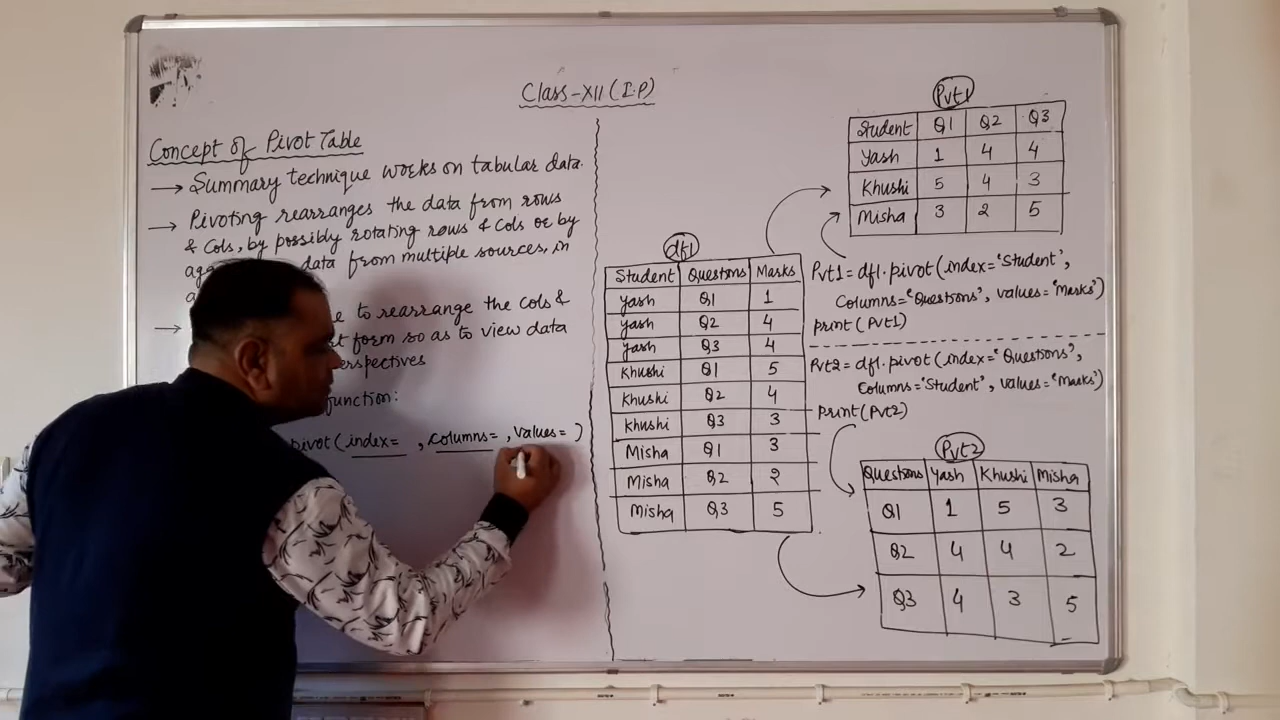 Class-XII (I.P)
Concept of Pivot Table
→ Summary technique works on tabular data.
→ Pivoting rearranges the data from rows
& Cols, by possibly rotating rows & Cols or by
data from multiple sources, in
→ to rearrange the cols &
form so as to view data
function:
pivot (index= , columns= , values= )
df1
Student Questons Marks
Yash Q1 1
Yash Q2 4
Yash Q3 4
Khushi Q1 5
Khushi Q2 4
Khushi Q3 3
Misha Q1 3
Misha Q2 2
Misha Q3 5
Pvt1
Student Q1 Q2 Q3
Yash 1 4 4
Khushi 5 4 3
Misha 3 2 5
Pvt1 = df1.pivot (index='Student',
Columns='Questons', values='Marks')
print (Pvt1)
Pvt2 = df1.pivot (index='Questons',
Columns='Student', values='Marks')
print (Pvt2)
Pvt2
Questons Yash Khushi Misha
Q1 1 5 3
Q2 4 4 2
Q3 4 3 5